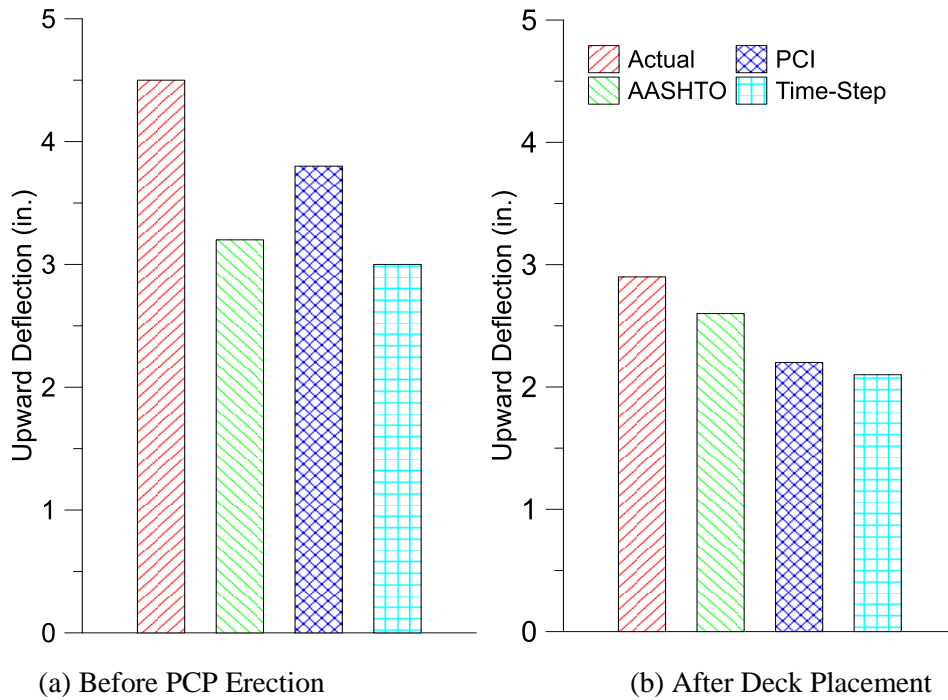 5
4
3
2
1
0
Upward Deflection (in.)
(a) Before PCP Erection
5
4
3
2
1
0
Upward Deflection (in.)
Actual
PCI
AASHTO
Time-Step
(b) After Deck Placement